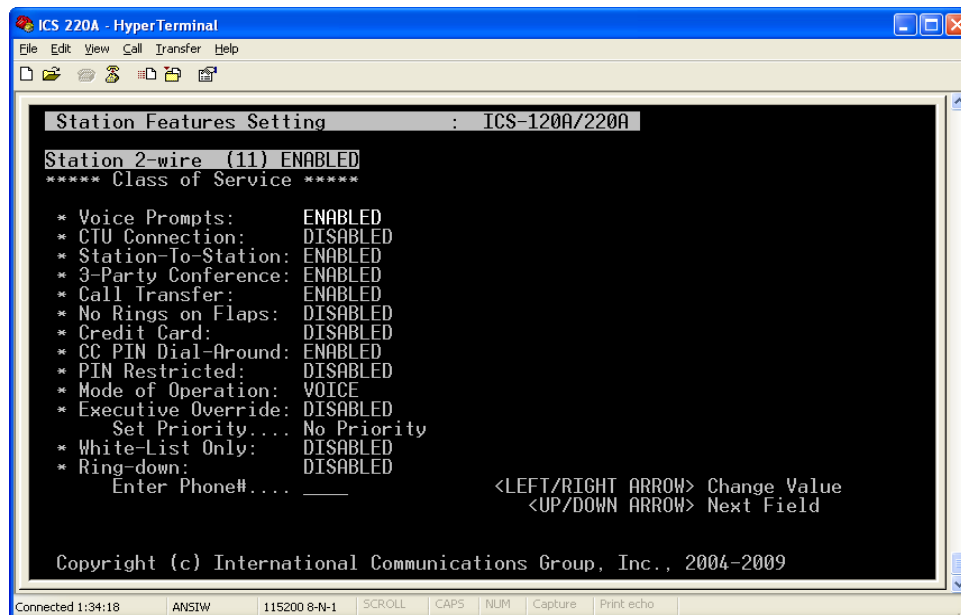 ICS 220A - HyperTerminal
File Edit View Call Transfer Help
Station Features Setting : ICS-120A/220A
Station 2-wire (11) ENABLED
***** Class of Service *****
* Voice Prompts: ENABLED
* CTU Connection: DISABLED
* Station-To-Station: ENABLED
* 3-Party Conference: ENABLED
* Call Transfer: ENABLED
* No Rings on Flaps: DISABLED
* Credit Card: DISABLED
* CC PIN Dial-Around: ENABLED
* PIN Restricted: DISABLED
* Mode of Operation: VOICE
* Executive Override: DISABLED
Set Priority.... No Priority
* White-List Only: DISABLED
* Ring-down: DISABLED
Enter Phone#.... ____ <LEFT/RIGHT ARROW> Change Value
<UP/DOWN ARROW> Next Field
Copyright (c) International Communications Group, Inc., 2004-2009
Connected 1:34:18 ANSIW 115200 8-N-1 SCROLL CAPS NUM Capture Print echo